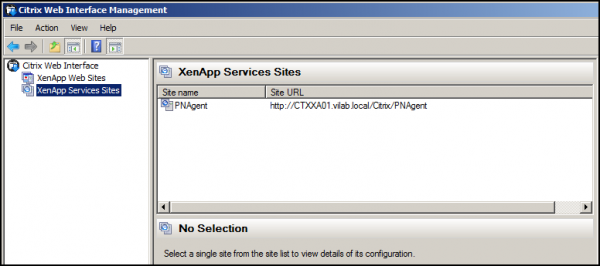 Citrix Web Interface Management
File Action View Help
Citrix Web Interface
XenApp Web Sites
XenApp Services Sites
XenApp Services Sites
Site name Site URL
PNAgent http://CTXXA01.vilab.local/Citrix/PNAgent
No Selection
Select a single site from the site list to view details of its configuration.